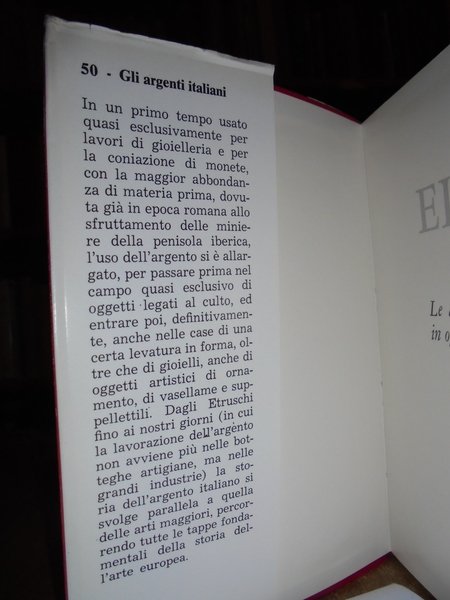 50 - Gli argenti italiani
In un primo tempo usato
quasi esclusivamente per
lavori di gioielleria e per
la coniazione di monete,
con la maggior abbondan-
za di materia prima, dovu-
ta già in epoca romana allo
sfruttamento delle minie-
re della penisola iberica,
l'uso dell'argento si è allar-
gato, per passare prima nel
campo quasi esclusivo di
oggetti legati al culto, ed
entrare poi, definitivamen-
te, anche nelle case di una
certa levatura in forma, ol-
tre che di gioielli, anche di
oggetti artistici di orna-
mento, di vasellame e sup-
pellettili. Dagli Etruschi
fino ai nostri giorni (in cui
la lavorazione dell'argento
non avviene più nelle bot-
teghe artigiane, ma nelle
grandi industrie) la sto-
ria dell'argento italiano si
svolge parallela a quella
delle arti maggiori, percor-
rendo tutte le tappe fonda-
mentali della storia del-
l'arte europea.
Le
in